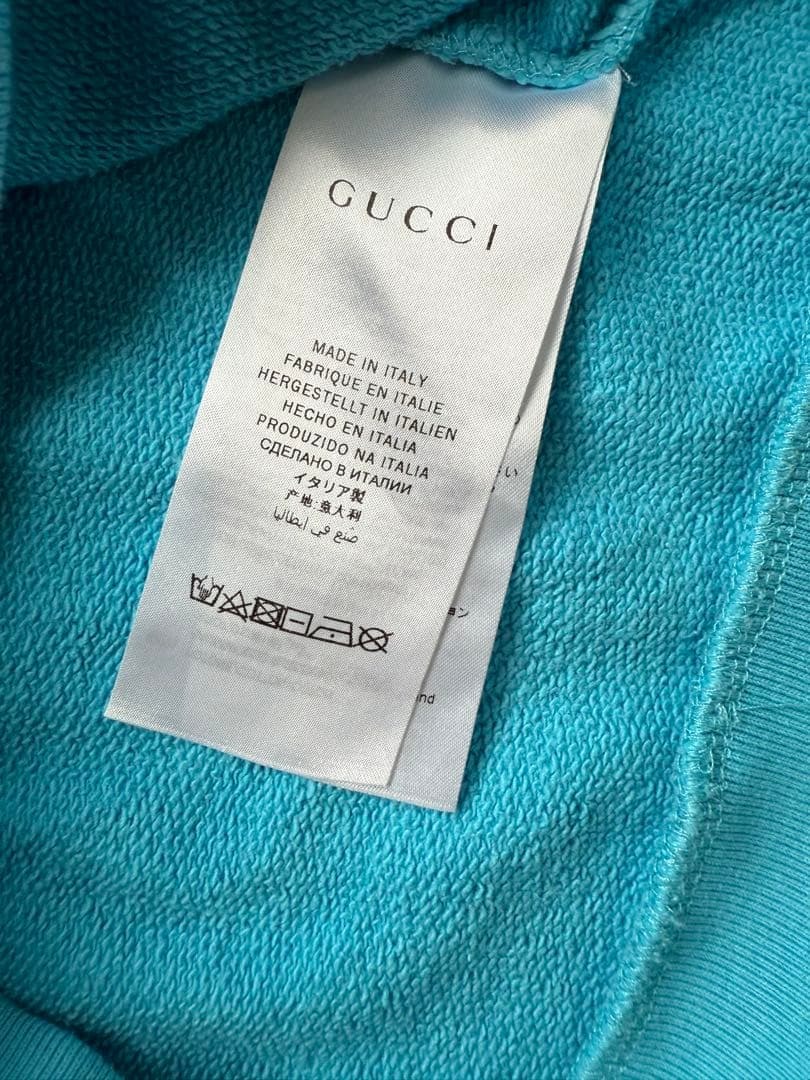 GUCCI
MADE IN ITALY
FABRIQUE EN ITALIE
HERGESTELLT IN ITALIEN
HECHO EN ITALIA
PRODUZIDO NA ITALIA
СДЕЛАНО В ИТАЛИИ
イタリア製
产地:意大利
صُنع في ايطاليا